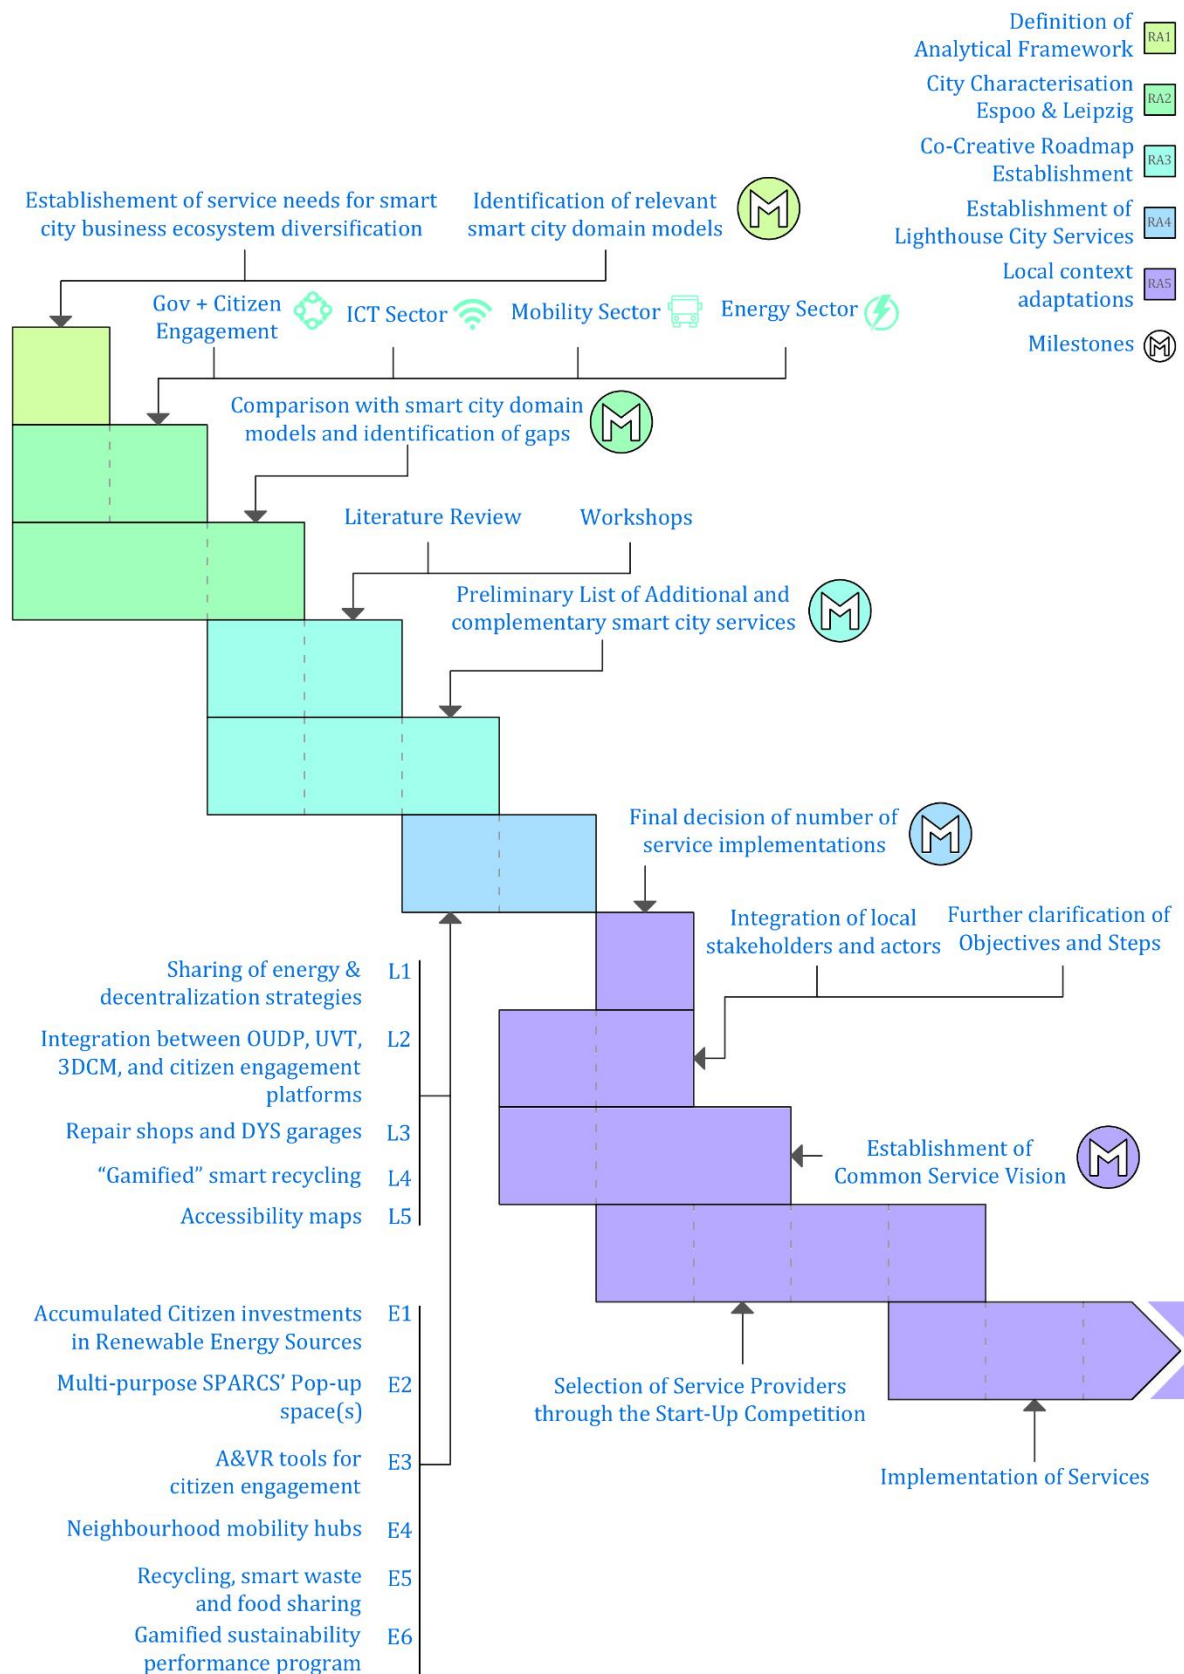 Definition of
Analytical Framework
RA1
City Characterisation
Espoo & Leipzig
RA2
Co-Creative Roadmap
Establishment
RA3
Establishment of
Lighthouse City Services
RA4
Local context
adaptations
RA5
Milestones
M
Establishement of service needs for smart
city business ecosystem diversification
Identification of relevant
smart city domain models
M
Gov + Citizen
Engagement
ICT Sector
Mobility Sector
Energy Sector
Comparison with smart city domain
models and identification of gaps
M
Literature Review
Workshops
Preliminary List of Additional and
complementary smart city services
M
Final decision of number of
service implementations
M
Integration of local
stakeholders and actors
Further clarification of
Objectives and Steps
Sharing of energy &
decentralization strategies
L1
Integration between OUDP, UVT,
3DCM, and citizen engagement
platforms
L2
Repair shops and DYS garages
L3
“Gamified” smart recycling
L4
Accessibility maps
L5
Establishment of
Common Service Vision
M
Accumulated Citizen investments
in Renewable Energy Sources
E1
Multi-purpose SPARCS’ Pop-up
space(s)
E2
A&VR tools for
citizen engagement
E3
Neighbourhood mobility hubs
E4
Recycling, smart waste
and food sharing
E5
Gamified sustainability
performance program
E6
Selection of Service Providers
through the Start-Up Competition
Implementation of Services